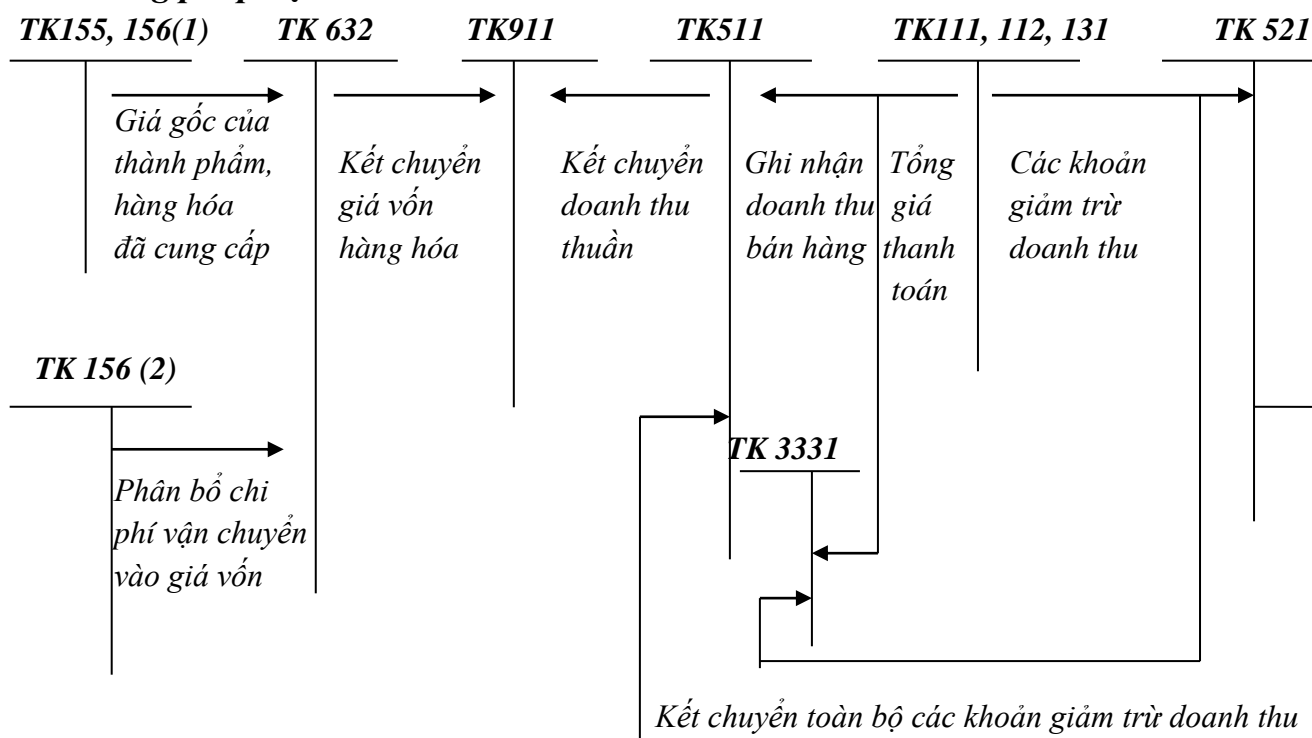 TK155, 156(1) TK 632 TK911 TK511 TK111, 112, 131 TK 521
Giá gốc của
thành phẩm,
hàng hóa
đã cung cấp
Kết chuyển
giá vốn
hàng hóa
Kết chuyển
doanh thu
thuần
Ghi nhận
doanh thu
bán hàng
Tổng
giá
thanh
toán
Các khoản
giảm trừ
doanh thu
TK 156 (2)
TK 3331
Phân bổ chi
phí vận chuyển
vào giá vốn
Kết chuyển toàn bộ các khoản giảm trừ doanh thu